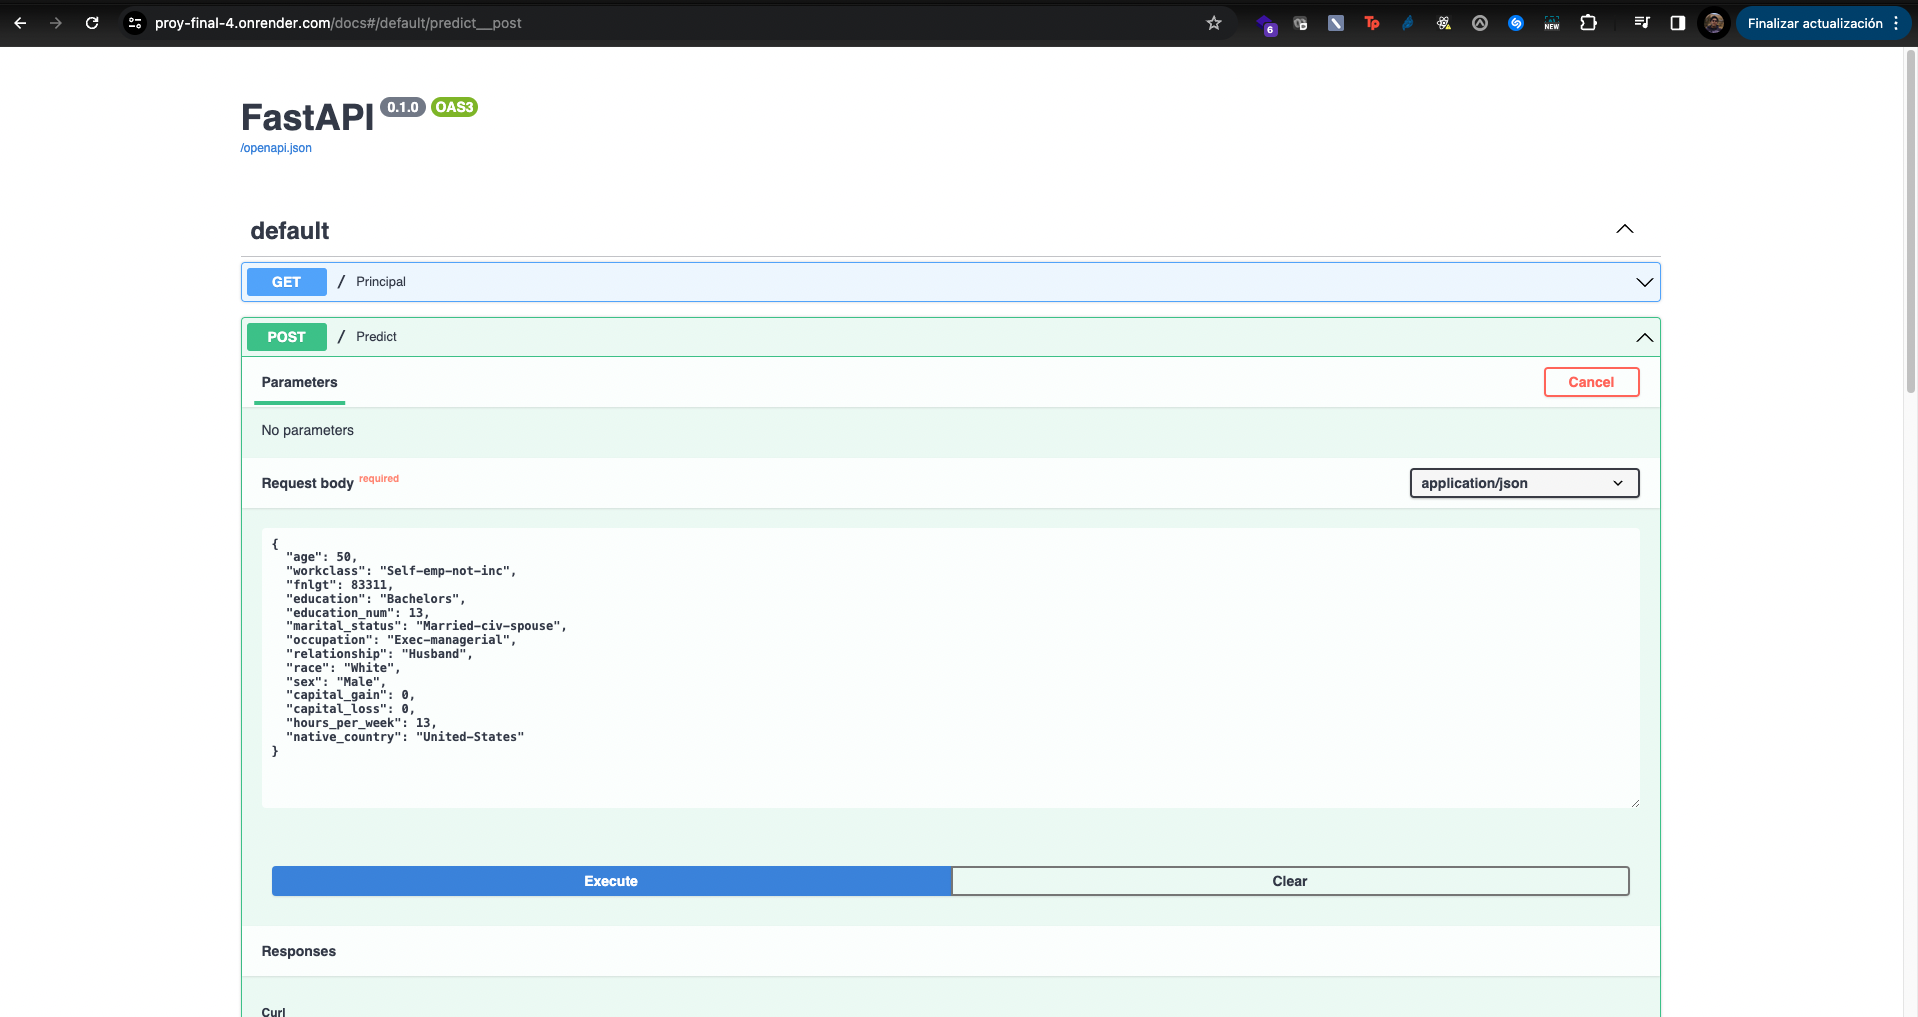 proy-final-4.onrender.com/docs#/default/predict__post
6
Tp
NEW
Finalizar actualización
FastAPI 0.1.0 OAS3
/openapi.json
default
GET / Principal
POST / Predict
Parameters
Cancel
No parameters
Request body required
application/json
{
"age": 50,
"workclass": "Self-emp-not-inc",
"fnlgt": 83311,
"education": "Bachelors",
"education_num": 13,
"marital_status": "Married-civ-spouse",
"occupation": "Exec-managerial",
"relationship": "Husband",
"race": "White",
"sex": "Male",
"capital_gain": 0,
"capital_loss": 0,
"hours_per_week": 13,
"native_country": "United-States"
}
Execute
Clear
Responses
Curl